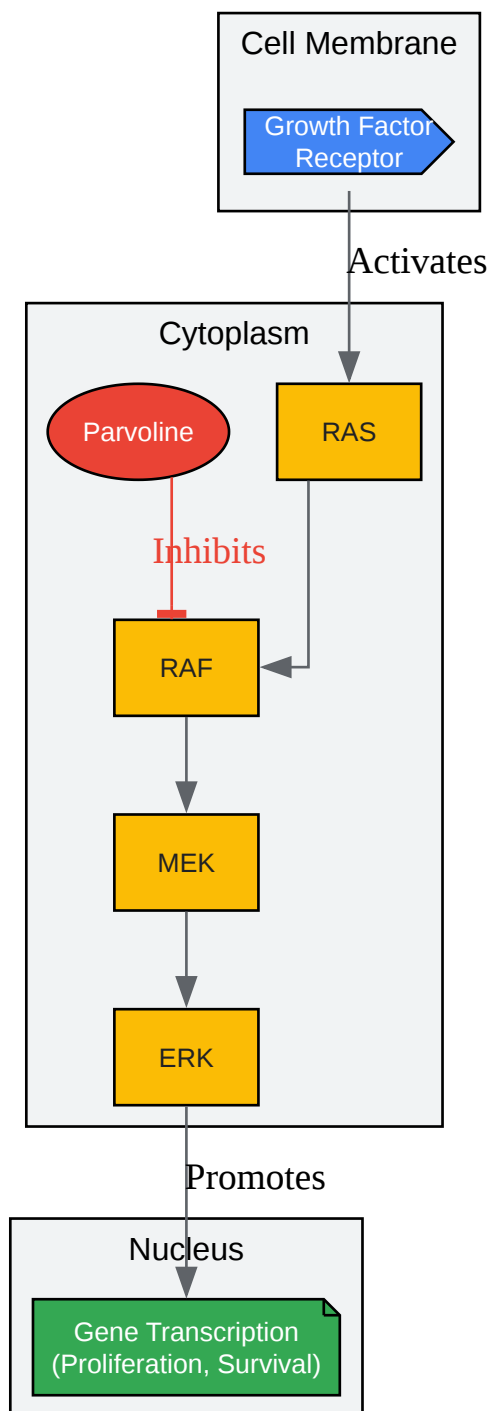 Cell Membrane
Growth Factor
Receptor
Activates
Cytoplasm
Parvoline
RAS
Inhibits
RAF
MEK
ERK
Promotes
Nucleus
Gene Transcription
(Proliferation, Survival)